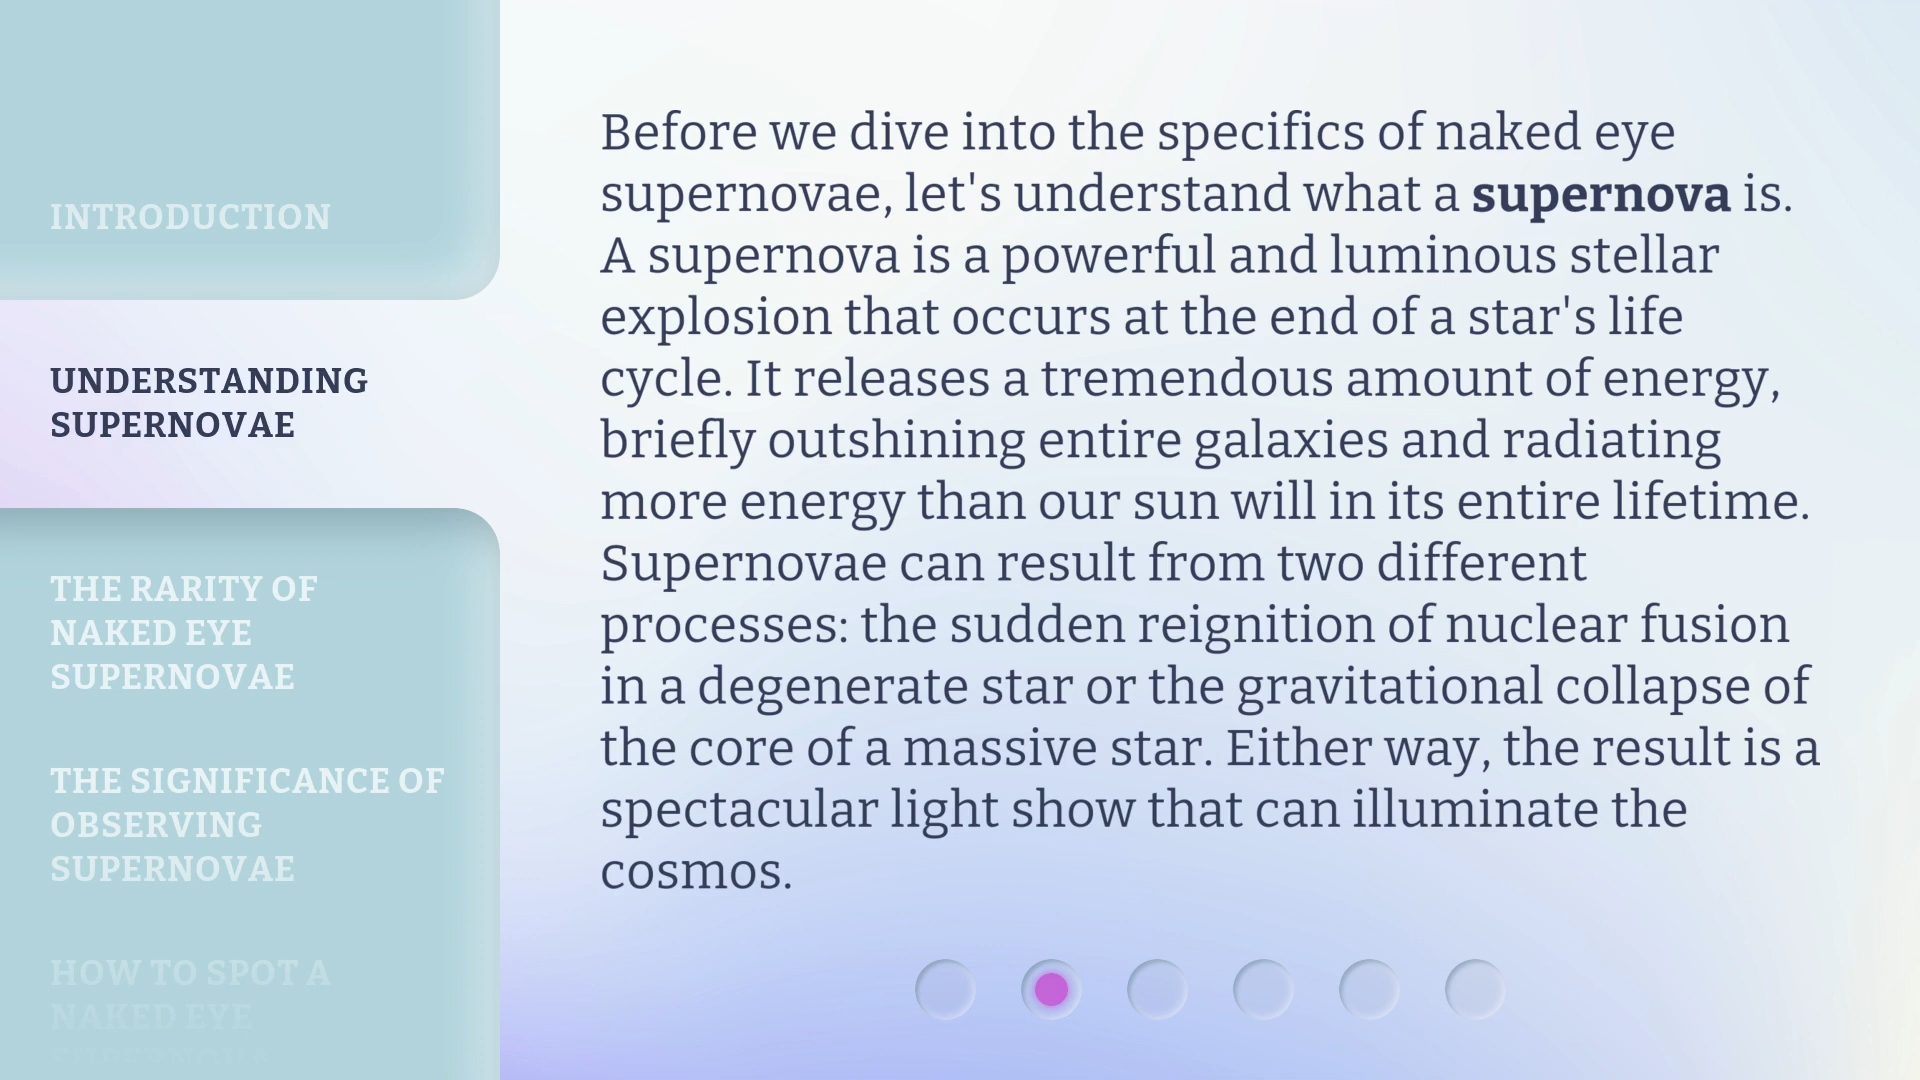 INTRODUCTION
UNDERSTANDING
SUPERNOVAE
THE RARITY OF
NAKED EYE
SUPERNOVAE
THE SIGNIFICANCE OF
OBSERVING
SUPERNOVAE
HOW TO SPOT A
NAKED EYE
SUPERNOVA
Before we dive into the specifics of naked eye
supernovae, let's understand what a supernova is.
A supernova is a powerful and luminous stellar
explosion that occurs at the end of a star's life
cycle. It releases a tremendous amount of energy,
briefly outshining entire galaxies and radiating
more energy than our sun will in its entire lifetime.
Supernovae can result from two different
processes: the sudden reignition of nuclear fusion
in a degenerate star or the gravitational collapse of
the core of a massive star. Either way, the result is a
spectacular light show that can illuminate the
cosmos.